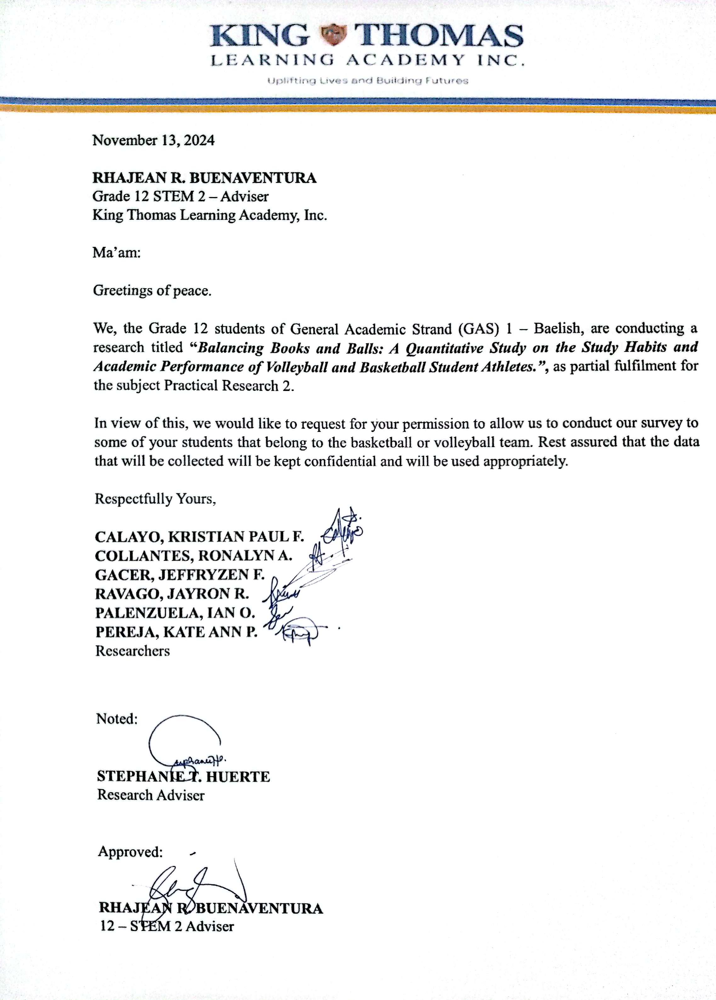 KING THOMAS
LEARNING ACADEMY INC.
Uplifting Lives and Building Futures
November 13, 2024
RHAJEAN R. BUENAVENTURA
Grade 12 STEM 2 – Adviser
King Thomas Learning Academy, Inc.
Ma’am:
Greetings of peace.
We, the Grade 12 students of General Academic Strand (GAS) 1 – Baelish, are conducting a
research titled “Balancing Books and Balls: A Quantitative Study on the Study Habits and
Academic Performance of Volleyball and Basketball Student Athletes.”, as partial fulfilment for
the subject Practical Research 2.
In view of this, we would like to request for your permission to allow us to conduct our survey to
some of your students that belong to the basketball or volleyball team. Rest assured that the data
that will be collected will be kept confidential and will be used appropriately.
Respectfully Yours,
CALAYO, KRISTIAN PAUL F.
COLLANTES, RONALYN A.
GACER, JEFFRYZEN F.
RAVAGO, JAYRON R.
PALENZUELA, IAN O.
PEREJA, KATE ANN P.
Researchers
Noted:
STEPHANIE T. HUERTE
Research Adviser
Approved:
RHAJEAN R. BUENAVENTURA
12 – STEM 2 Adviser